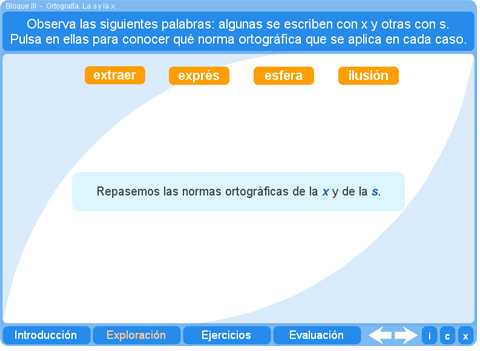 Bloque III - Ortografía. La s y la x.
Observa las siguientes palabras: algunas se escriben con x y otras con s.
Pulsa en ellas para conocer qué norma ortográfica que se aplica en cada caso.
extraer exprés esfera ilusión
Repasemos las normas ortográficas de la x y de la s.
Introducción Exploración Ejercicios Evaluación i c x